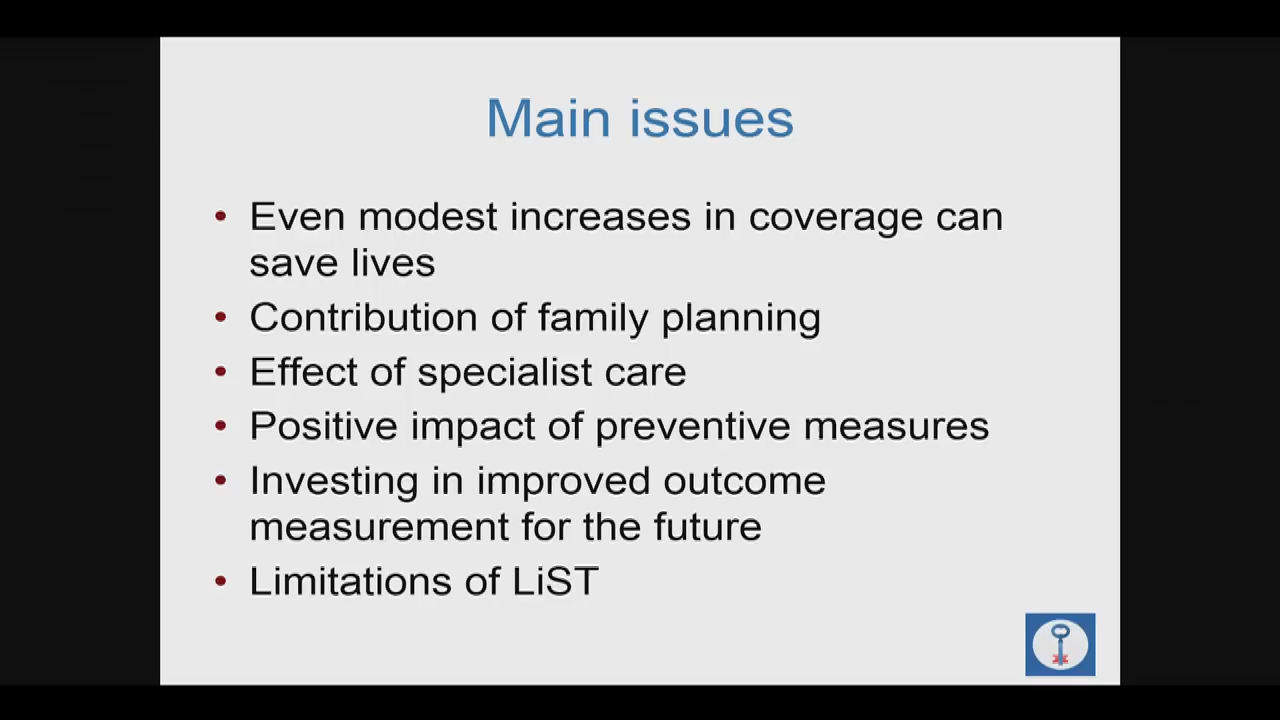 Main issues
• Even modest increases in coverage can
save lives
• Contribution of family planning
• Effect of specialist care
• Positive impact of preventive measures
• Investing in improved outcome
measurement for the future
• Limitations of LiST